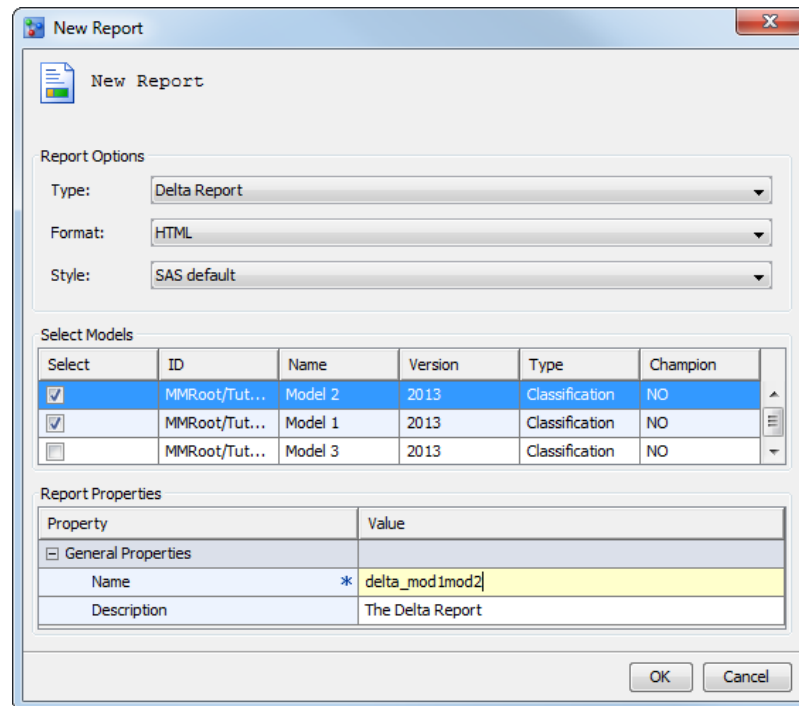 New Report
New Report
Report Options
Type: Delta Report
Format: HTML
Style: SAS default
Select Models
Select ID Name Version Type Champion
MMRoot/Tut... Model 2 2013 Classification NO
MMRoot/Tut... Model 1 2013 Classification NO
MMRoot/Tut... Model 3 2013 Classification NO
Report Properties
Property Value
General Properties
Name * delta_mod1mod2
Description The Delta Report
OK Cancel